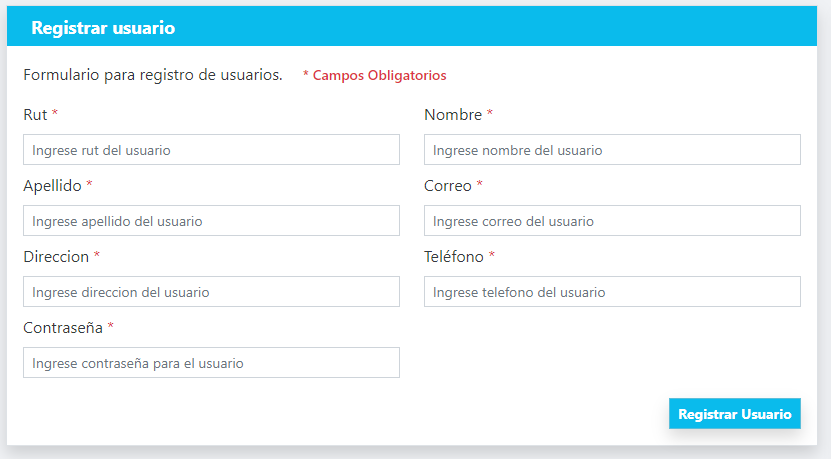 Registrar usuario
Formulario para registro de usuarios. * Campos Obligatorios
Rut * Nombre *
Ingrese rut del usuario Ingrese nombre del usuario
Apellido * Correo *
Ingrese apellido del usuario Ingrese correo del usuario
Direccion * Teléfono *
Ingrese direccion del usuario Ingrese telefono del usuario
Contraseña *
Ingrese contraseña para el usuario
Registrar Usuario